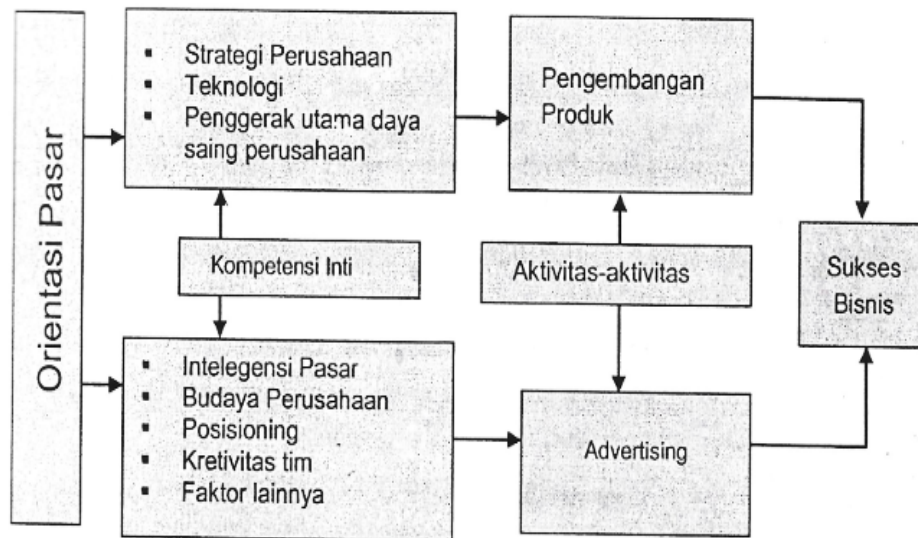 Orientasi Pasar
▪ Strategi Perusahaan
▪ Teknologi
▪ Penggerak utama daya
saing perusahaan
Pengembangan
Produk
Kompetensi Inti
Aktivitas-aktivitas
Sukses
Bisnis
▪ Intelegensi Pasar
▪ Budaya Perusahaan
▪ Posisioning
▪ Kretivitas tim
▪ Faktor lainnya
Advertising